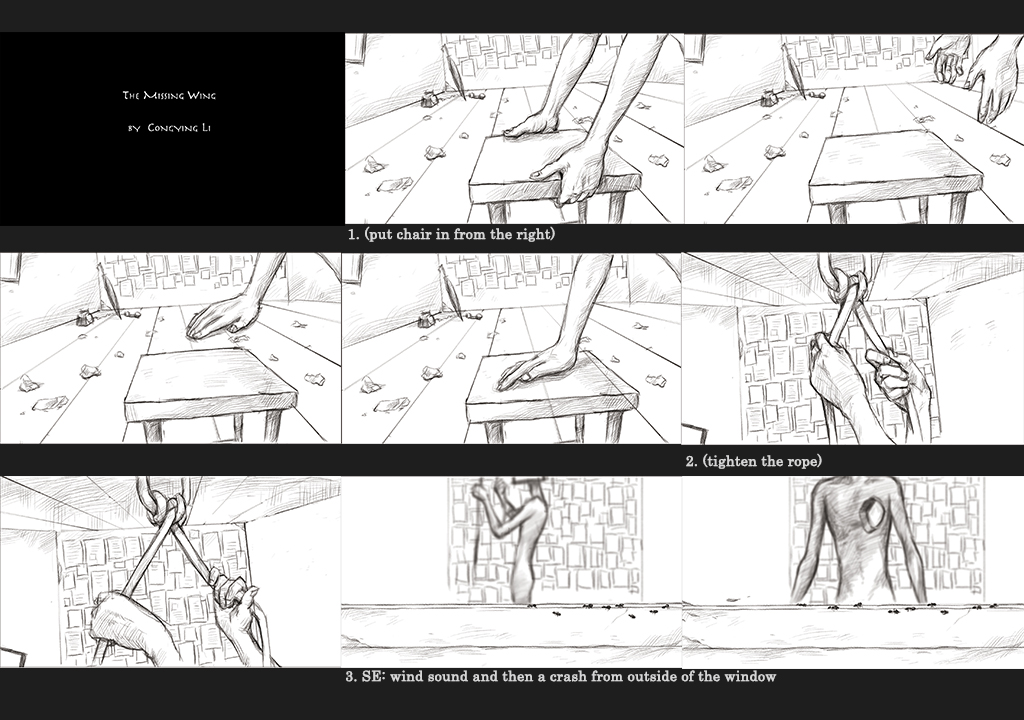 The Missing Wing
by Congying Li
1. (put chair in from the right)
2. (tighten the rope)
3. SE: wind sound and then a crash from outside of the window